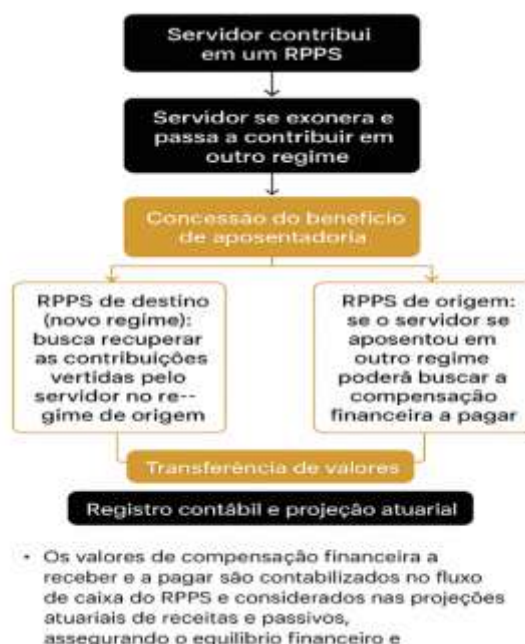 Servidor contribui
em um RPPS
Servidor se exonera e
passa a contribuir em
outro regime
Concessão do benefício
de aposentadoria
RPPS de destino
(novo regime):
busca recuperar
as contribuições
vertidas pelo
servidor no re--
gime de origem
RPPS de origem:
se o servidor se
aposentou em
outro regime
poderá buscar a
compensação
financeira a pagar
Transferência de valores
Registro contábil e projeção atuarial
• Os valores de compensação financeira a
receber e a pagar são contabilizados no fluxo
de caixa do RPPS e considerados nas projeções
atuariais de receitas e passivos,
assegurando o equilíbrio financeiro e